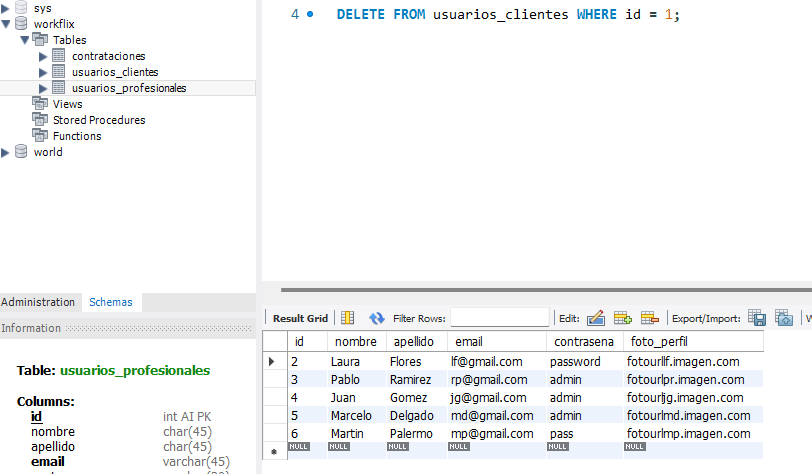 sys
workflix
Tables
contrataciones
usuarios_clientes
usuarios_profesionales
Views
Stored Procedures
Functions
world
Administration Schemas
Information
Table: usuarios_profesionales
Columns:
id int AI PK
nombre char(45)
apellido char(45)
email varchar(45)
4 DELETE FROM usuarios_clientes WHERE id = 1;
Result Grid Filter Rows: Edit: Export/Import:
id nombre apellido email contrasena foto_perfil
2 Laura Flores lf@gmail.com password fotourllf.imagen.com
3 Pablo Ramirez rp@gmail.com admin fotourlpr.imagen.com
4 Juan Gomez jg@gmail.com admin fotourljg.imagen.com
5 Marcelo Delgado md@gmail.com admin fotourlmd.imagen.com
6 Martin Palermo mp@gmail.com pass fotourlmp.imagen.com
NULL NULL NULL NULL NULL NULL